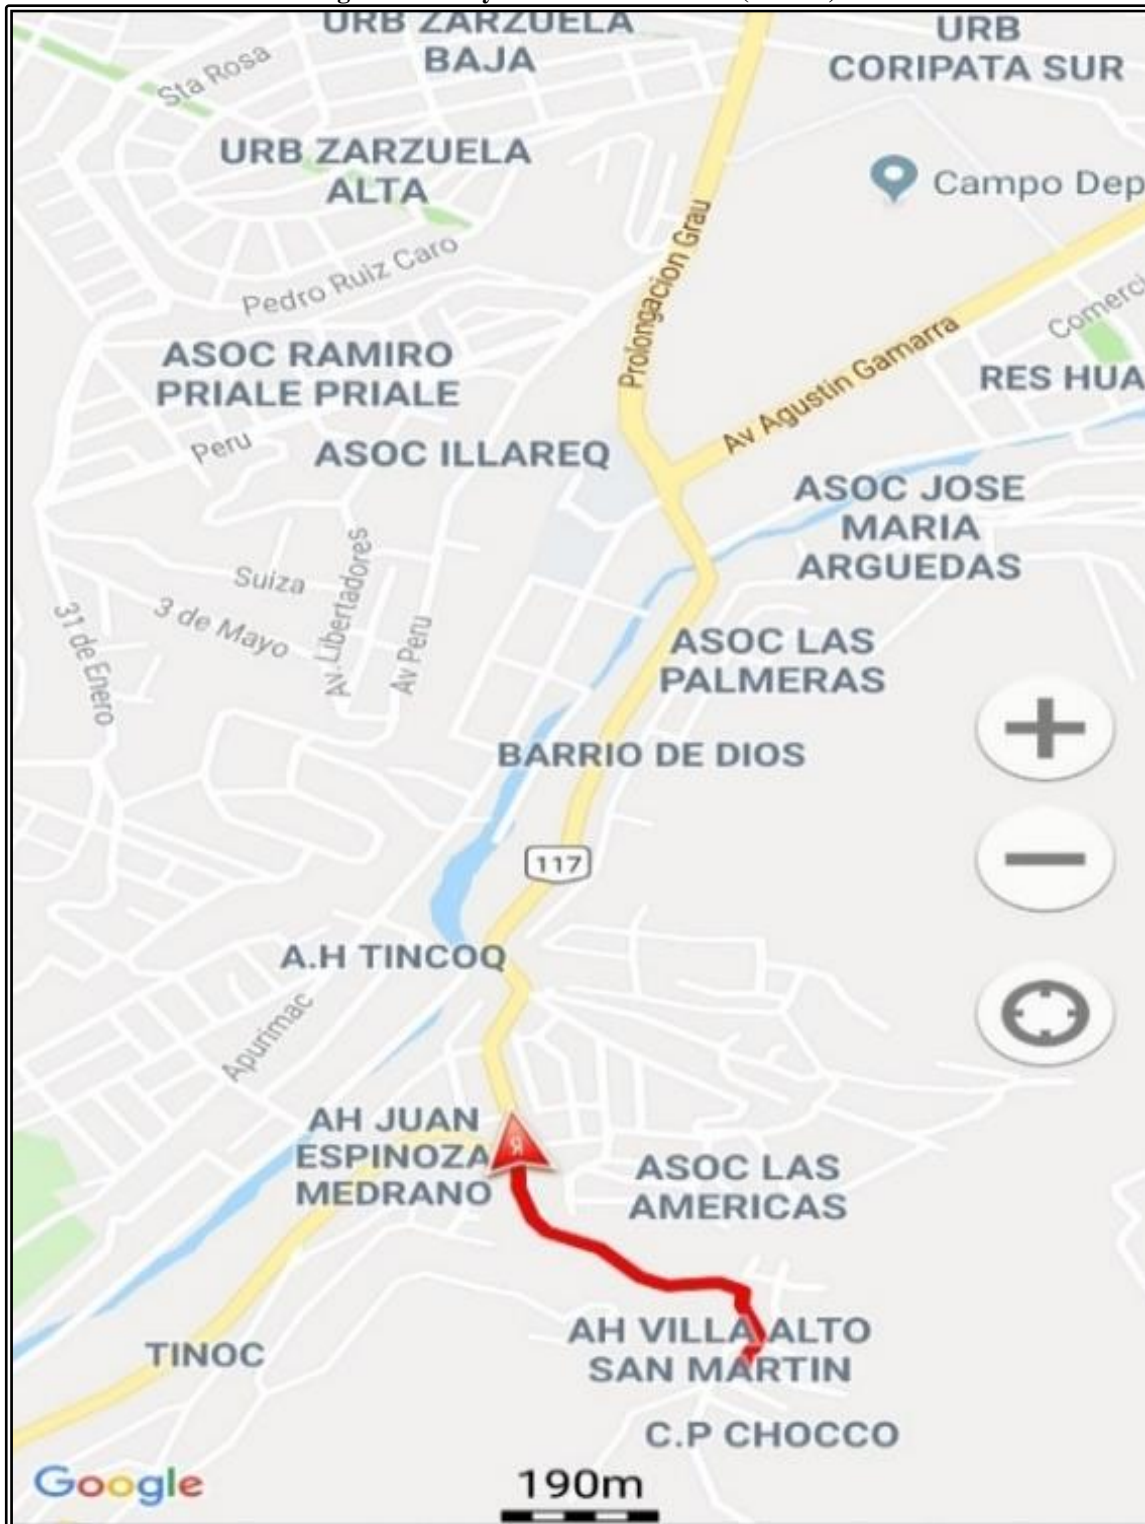 URB ZARZUELA
BAJA
URB
CORIPATA SUR
Sta Rosa
URB ZARZUELA
ALTA
Campo Dep
Pedro Ruiz Caro
Prolongacion Grau
Comerci
ASOC RAMIRO
PRIALE PRIALE
Av Agustin Gamarra
RES HUA
Peru
ASOC ILLAREQ
ASOC JOSE
MARIA
ARGUEDAS
Suiza
3 de Mayo
Av. Libertadores
Av Peru
31 de Enero
ASOC LAS
PALMERAS
BARRIO DE DIOS
117
A.H TINCOQ
Apurimac
AH JUAN
ESPINOZA
MEDRANO
ASOC LAS
AMERICAS
AH VILLA ALTO
SAN MARTIN
TINOC
C.P CHOCCO
Google
190m